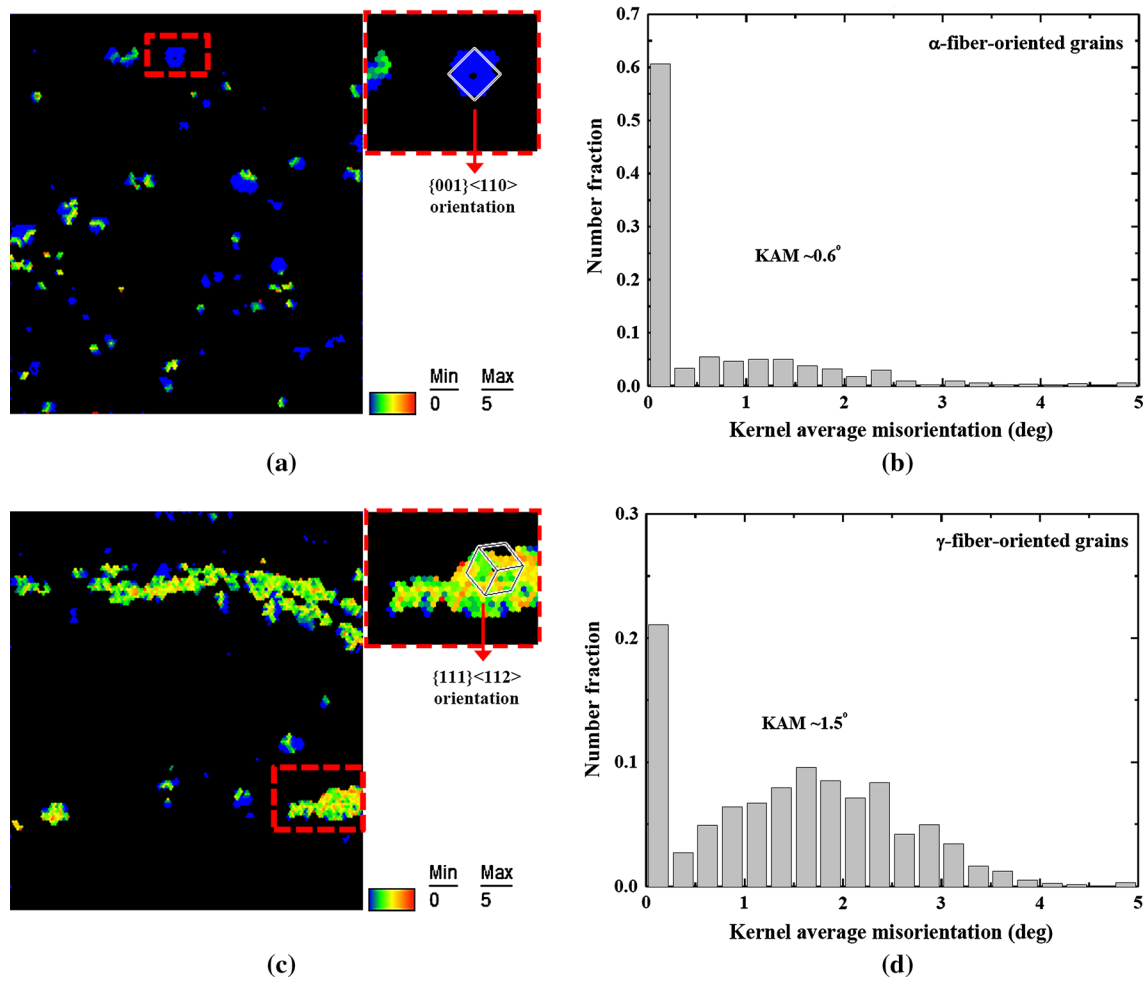 {001}<110>
orientation
Min Max
0 5
(a)
0.7
0.6
0.5
0.4
0.3
0.2
0.1
0.0
Number fraction
α-fiber-oriented grains
KAM ~0.6°
0 1 2 3 4 5
Kernel average misorientation (deg)
(b)
{111}<112>
orientation
Min Max
0 5
(c)
0.3
0.2
0.1
0.0
Number fraction
γ-fiber-oriented grains
KAM ~1.5°
0 1 2 3 4 5
Kernel average misorientation (deg)
(d)